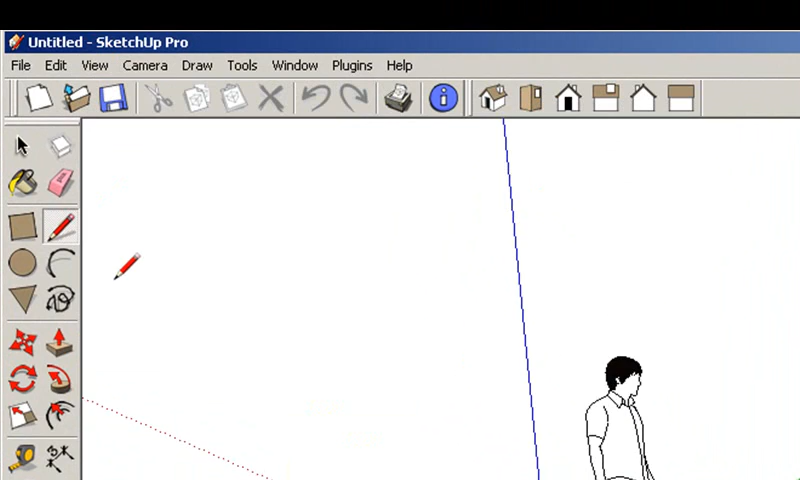 Untitled - SketchUp Pro
File Edit View Camera Draw Tools Window Plugins Help